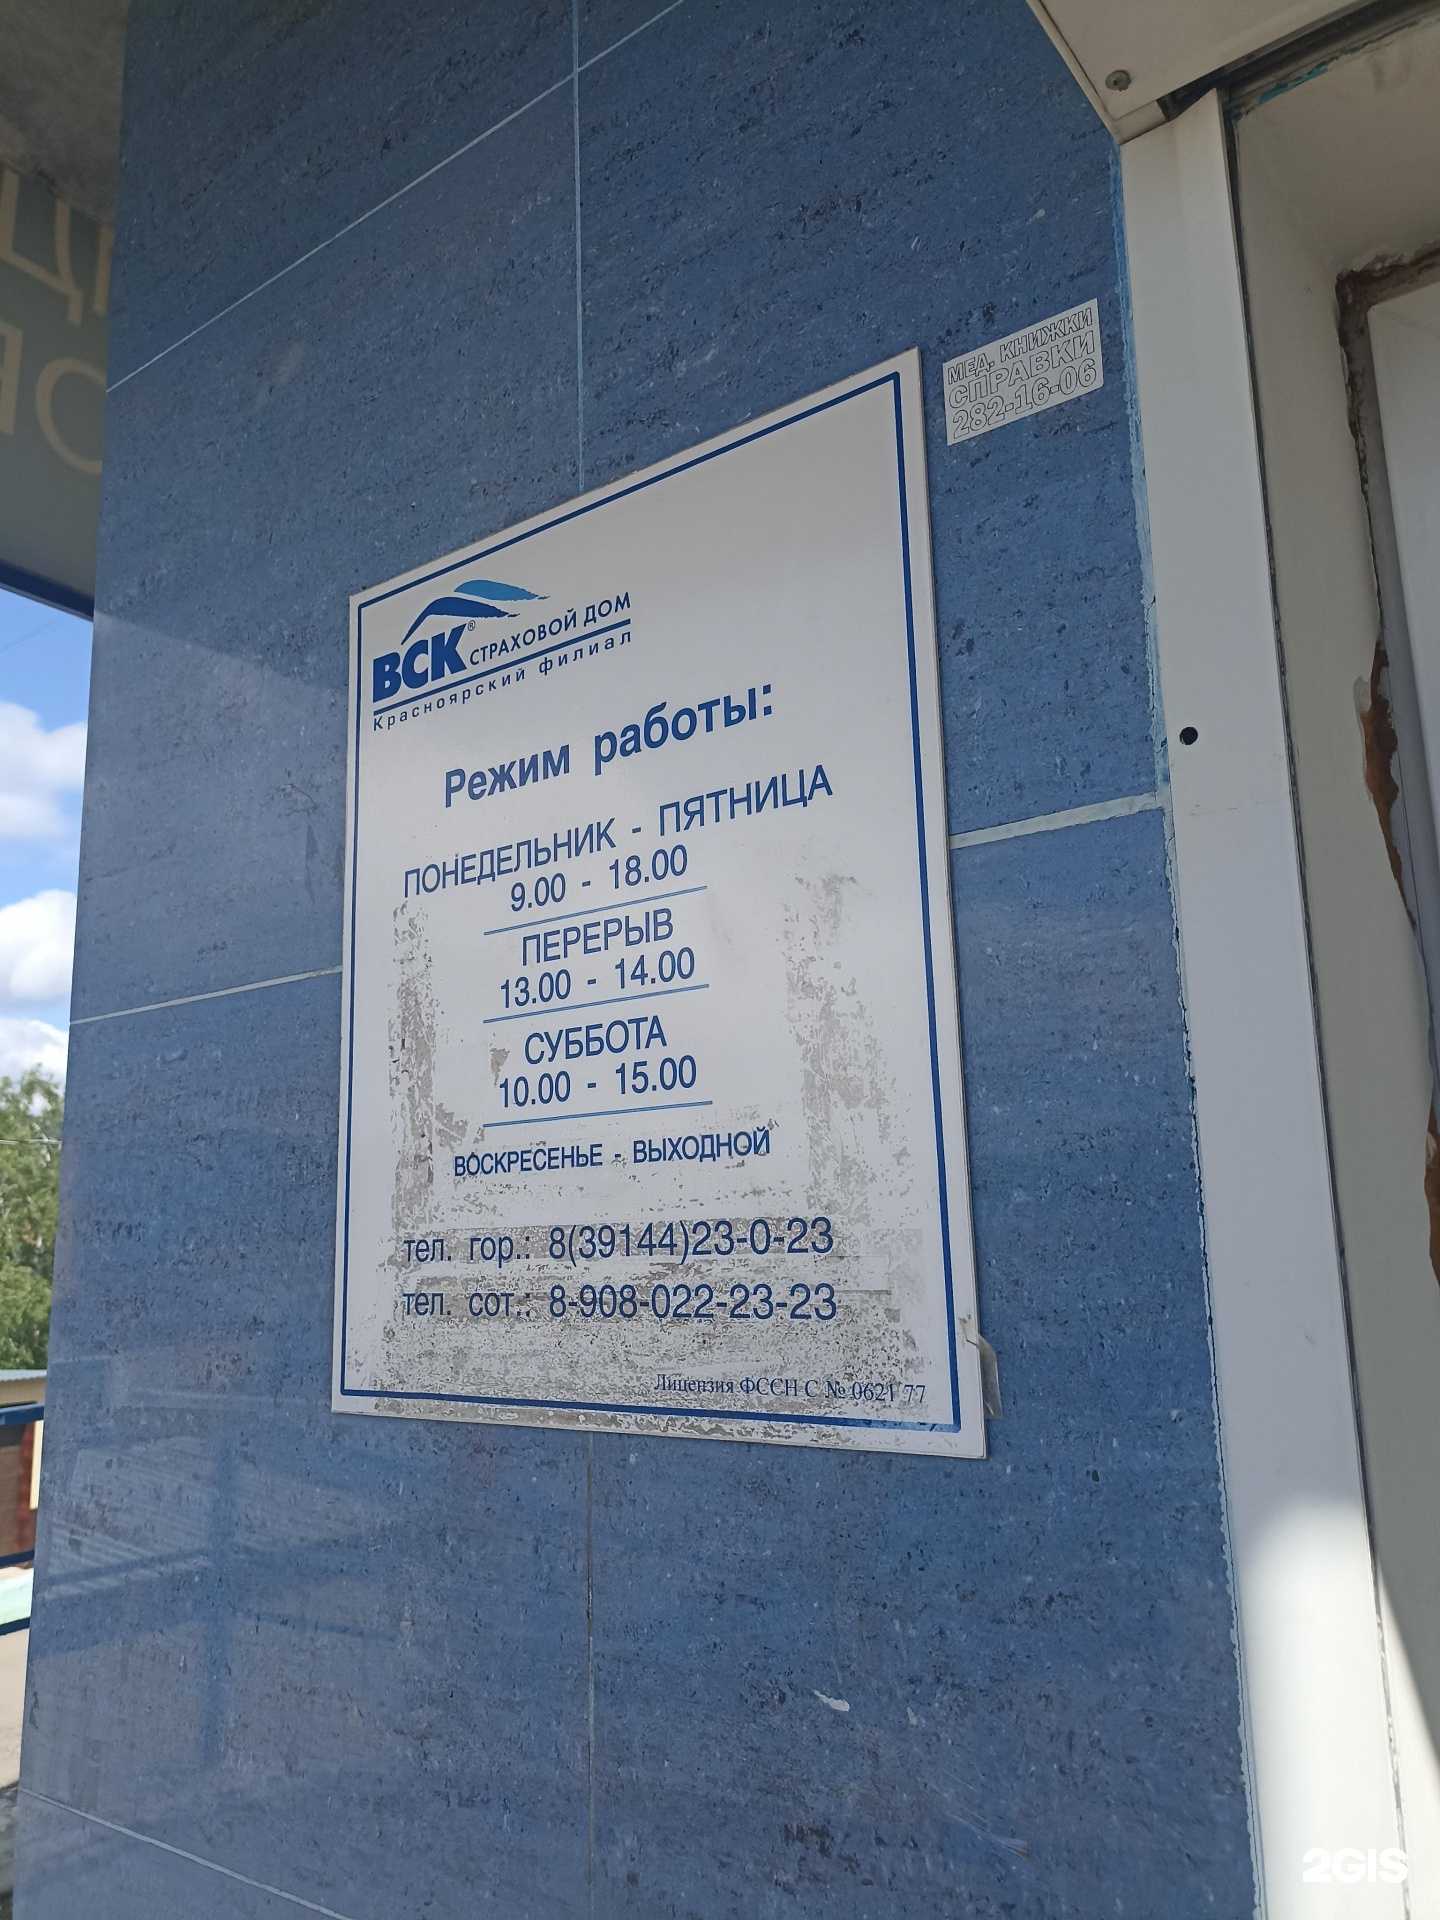 МЕД. КНИЖКИ
СПРАВКИ
282-16-06
ВСК® СТРАХОВОЙ ДОМ
Красноярский филиал
Режим работы:
ПОНЕДЕЛЬНИК - ПЯТНИЦА
9.00 - 18.00
ПЕРЕРЫВ
13.00 - 14.00
СУББОТА
10.00 - 15.00
ВОСКРЕСЕНЬЕ - ВЫХОДНОЙ
тел. гор.: 8(39144)23-0-23
тел. сот.: 8-908-022-23-23
Лицензия ФССН С № 0621 77
2GIS